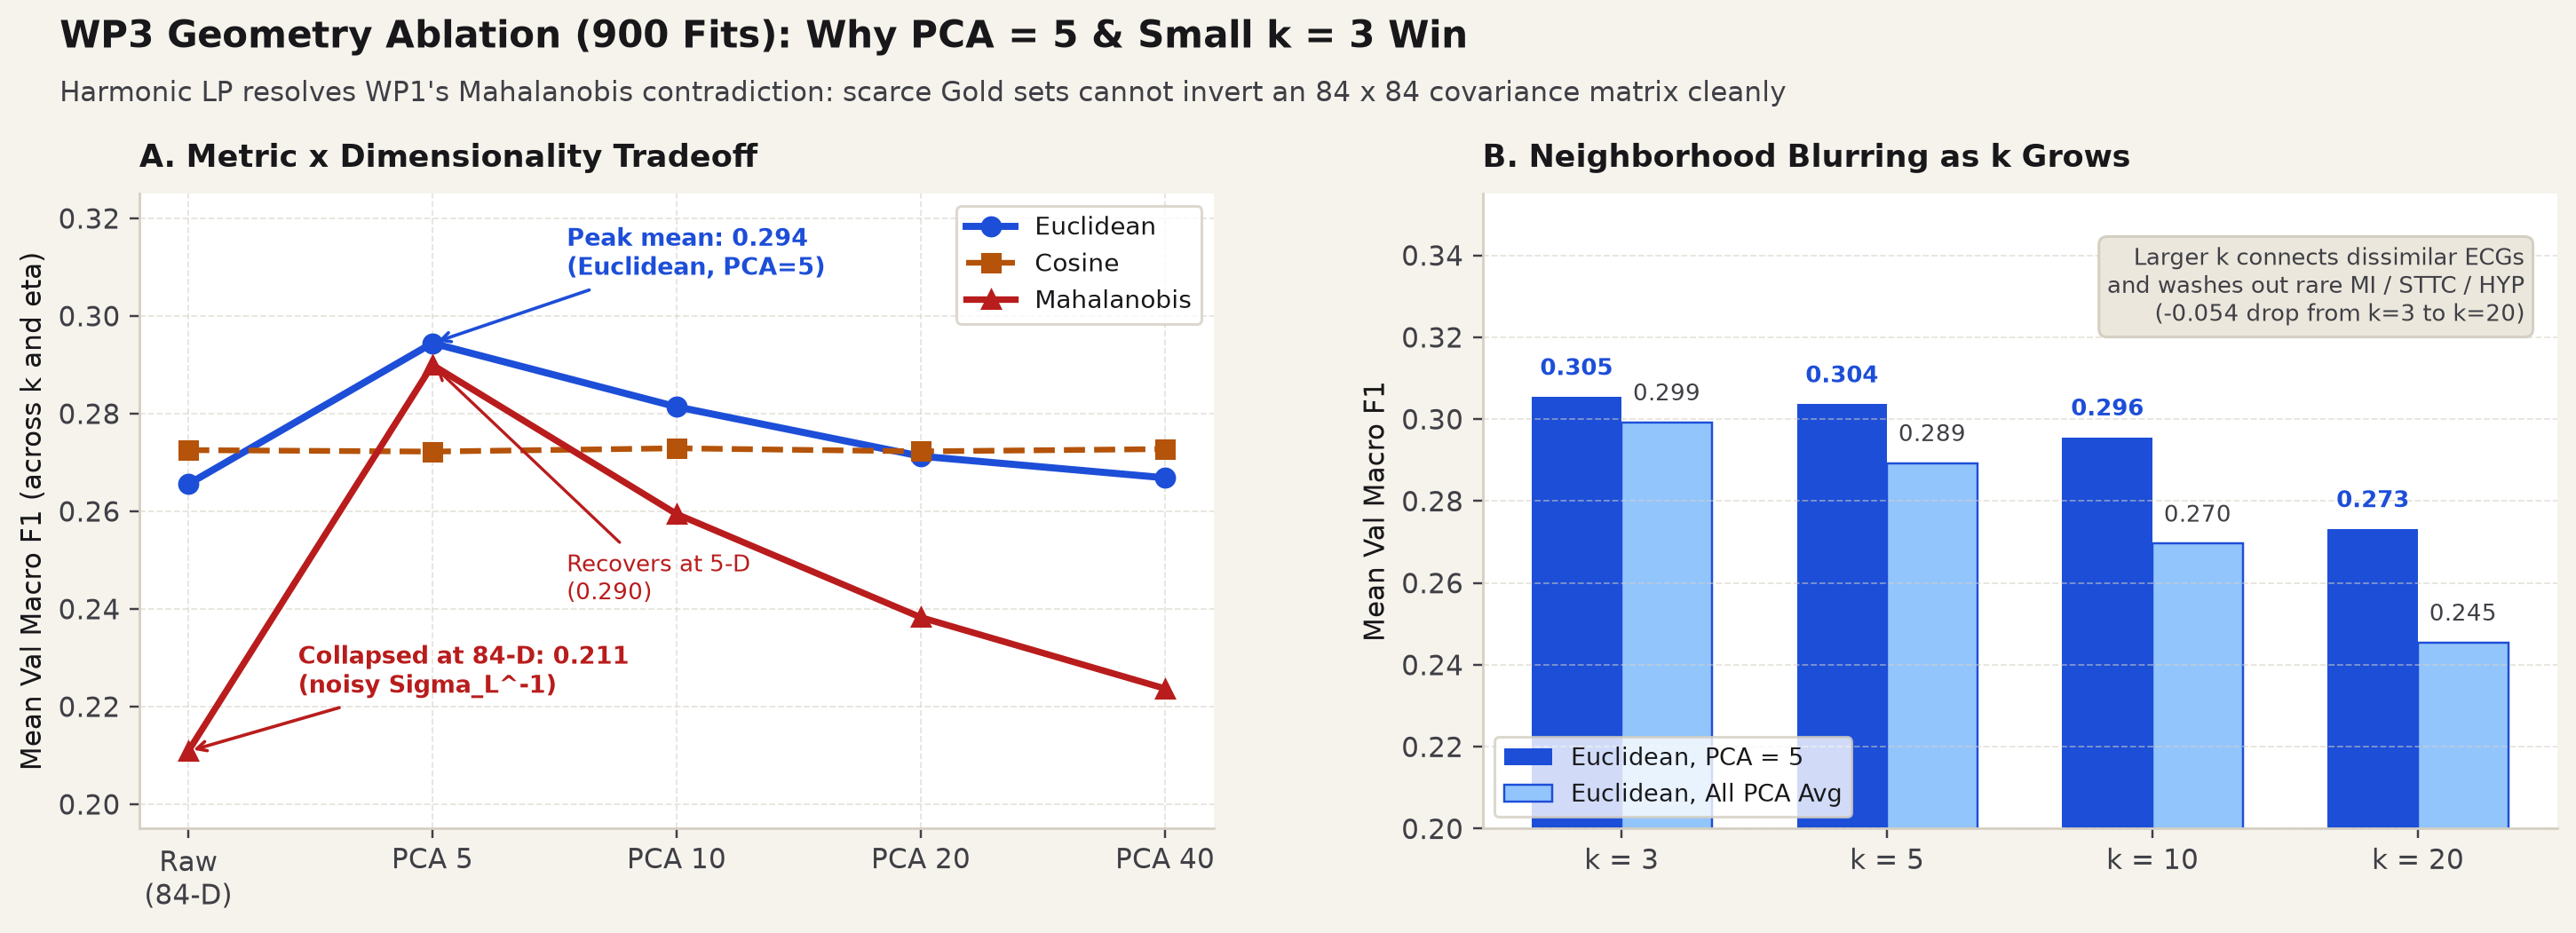 WP3 Geometry Ablation (900 Fits): Why PCA = 5 & Small k = 3 Win
Harmonic LP resolves WP1's Mahalanobis contradiction: scarce Gold sets cannot invert an 84 x 84 covariance matrix cleanly
A. Metric x Dimensionality Tradeoff
Mean Val Macro F1 (across k and eta)
0.32
0.30
0.28
0.26
0.24
0.22
0.20
Peak mean: 0.294
(Euclidean, PCA=5)
Euclidean
Cosine
Mahalanobis
Recovers at 5-D
(0.290)
Collapsed at 84-D: 0.211
(noisy Sigma_L^-1)
Raw
(84-D)
PCA 5
PCA 10
PCA 20
PCA 40
B. Neighborhood Blurring as k Grows
Mean Val Macro F1
0.34
0.32
0.30
0.28
0.26
0.24
0.22
0.20
Larger k connects dissimilar ECGs
and washes out rare MI / STTC / HYP
(-0.054 drop from k=3 to k=20)
0.305
0.299
0.304
0.289
0.296
0.270
0.273
0.245
Euclidean, PCA = 5
Euclidean, All PCA Avg
k = 3
k = 5
k = 10
k = 20